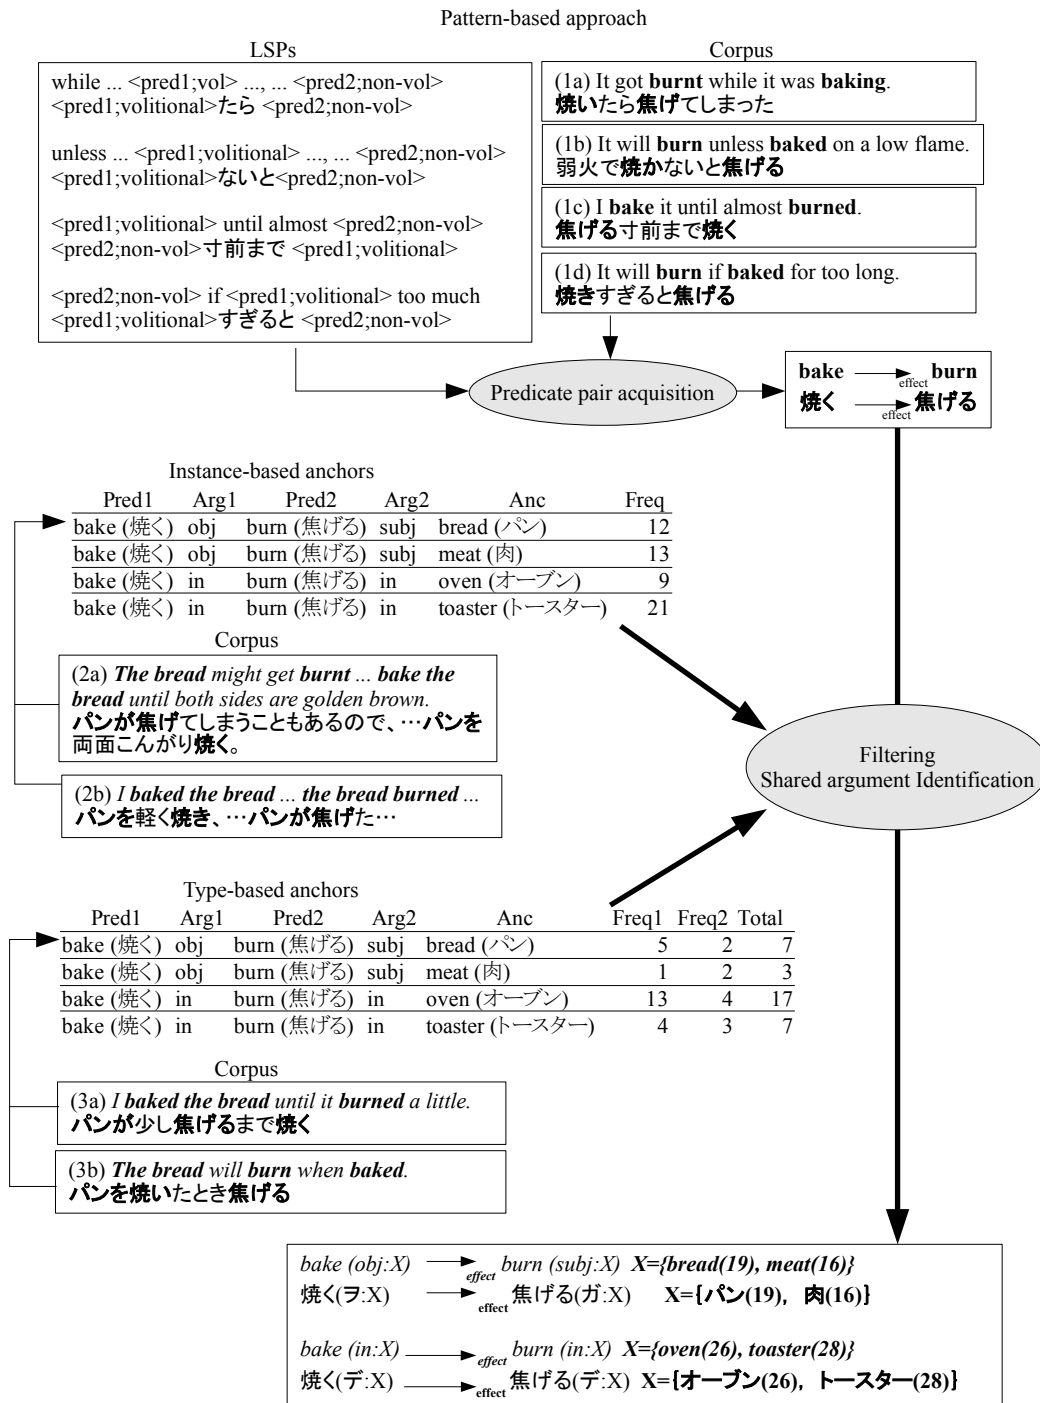 Pattern-based approach
LSPs
while ... <pred1;vol> ..., ... <pred2;non-vol>
<pred1;volitional>たら <pred2;non-vol>
unless ... <pred1;volitional> ..., ... <pred2;non-vol>
<pred1;volitional>ないと<pred2;non-vol>
<pred1;volitional> until almost <pred2;non-vol>
<pred2;non-vol>寸前まで <pred1;volitional>
<pred2;non-vol> if <pred1;volitional> too much
<pred1;volitional>すぎると <pred2;non-vol>
Corpus
(1a) It got burnt while it was baking.
焼いたら焦げてしまった
(1b) It will burn unless baked on a low flame.
弱火で焼かないと焦げる
(1c) I bake it until almost burned.
焦げる寸前まで焼く
(1d) It will burn if baked for too long.
焼きすぎると焦げる
Predicate pair acquisition
bake effect burn
焼く effect 焦げる
Instance-based anchors
Pred1 Arg1 Pred2 Arg2 Anc Freq
bake (焼く) obj burn (焦げる) subj bread (パン) 12
bake (焼く) obj burn (焦げる) subj meat (肉) 13
bake (焼く) in burn (焦げる) in oven (オーブン) 9
bake (焼く) in burn (焦げる) in toaster (トースター) 21
Corpus
(2a) The bread might get burnt ... bake the
bread until both sides are golden brown.
パンが焦げてしまうこともあるので、…パンを
両面こんがり焼く。
(2b) I baked the bread ... the bread burned ...
パンを軽く焼き、…パンが焦げた…
Filtering
Shared argument Identification
Type-based anchors
Pred1 Arg1 Pred2 Arg2 Anc Freq1 Freq2 Total
bake (焼く) obj burn (焦げる) subj bread (パン) 5 2 7
bake (焼く) obj burn (焦げる) subj meat (肉) 1 2 3
bake (焼く) in burn (焦げる) in oven (オーブン) 13 4 17
bake (焼く) in burn (焦げる) in toaster (トースター) 4 3 7
Corpus
(3a) I baked the bread until it burned a little.
パンが少し焦げるまで焼く
(3b) The bread will burn when baked.
パンを焼いたとき焦げる
bake (obj:X) effect burn (subj:X) X={bread(19), meat(16)}
焼く(ヲ:X) effect 焦げる(ガ:X) X={パン(19), 肉(16)}
bake (in:X) effect burn (in:X) X={oven(26), toaster(28)}
焼く(デ:X) effect 焦げる(デ:X) X={オーブン(26), トースター(28)}